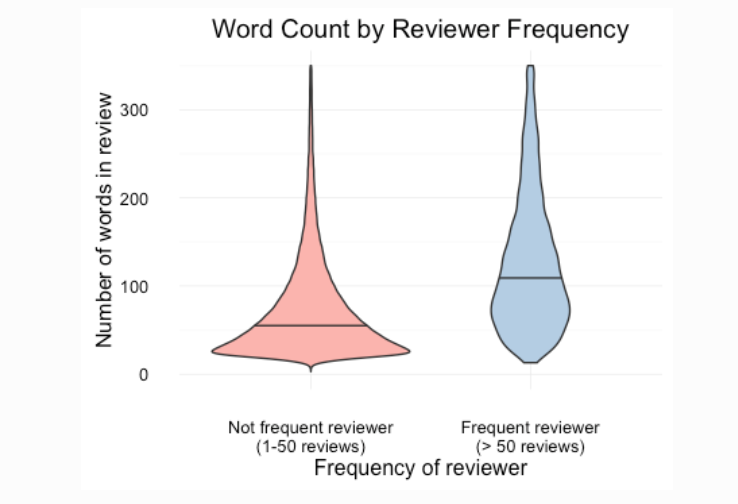 Word Count by Reviewer Frequency
Number of words in review
300
200
100
0
Not frequent reviewer
(1-50 reviews)
Frequent reviewer
(> 50 reviews)
Frequency of reviewer